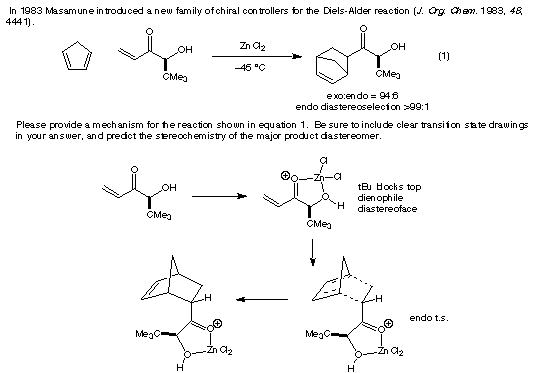 In 1983 Masamune introduced a new family of chiral controllers for the Diels-Alder reaction (J. Org. Chem. 1983, 48,
4441).
O
OH
CMe3
Zn Cl2
–45 °C
O
OH
CMe3
(1)
exo:endo = 94:6
endo diastereoselection >99:1
Please provide a mechanism for the reaction shown in equation 1. Be sure to include clear transition state drawings
in your answer, and predict the stereochemistry of the major product diastereomer.
O
OH
CMe3
Cl
⊕ O Zn Cl
O
H
CMe3
tBu blocks top
dienophile
diastereoface
H
⊕
Me3C
O
O ZnCl2
H
H
⊕
Me3C
O
O ZnCl2
H
endo t.s.